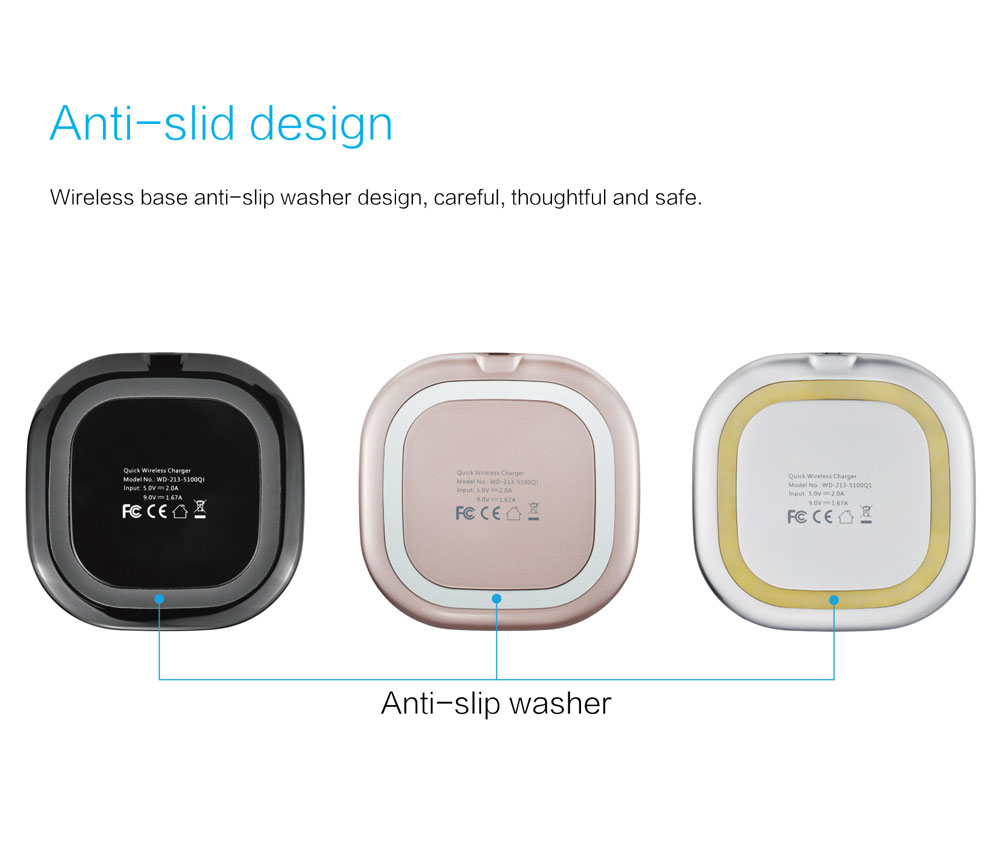 Anti-slid design
Wireless base anti-slip washer design, careful, thoughtful and safe.
Quick Wireless Charger
Model No.: WD-213-S100QI
Input: 5.0V⎓2.0A
9.0V⎓1.67A
FC CE
Quick Wireless Charger
Model No.: WD-213-S100QI
Input: 5.0V⎓2.0A
9.0V⎓1.67A
FC CE
Quick Wireless Charger
Model No.: WD-213-S100Q1
Input: 5.0V⎓2.0A
9.0V⎓1.67A
FC CE
Anti-slip washer